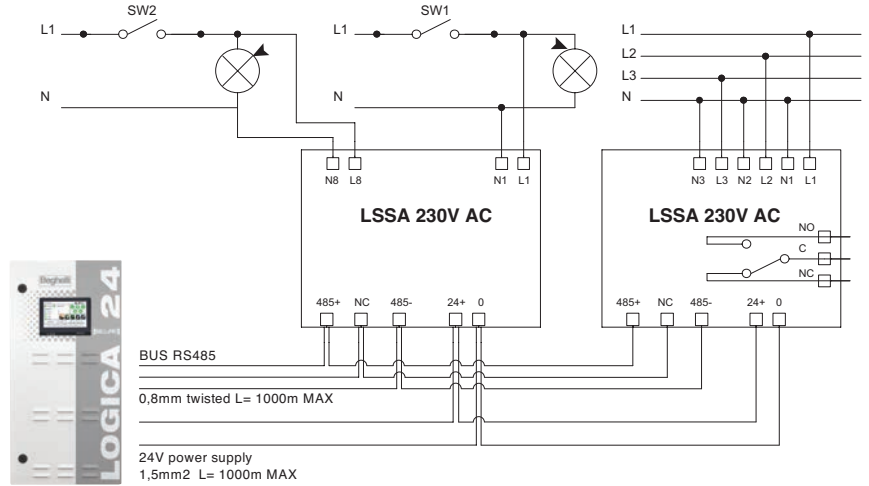 SW2
SW1
L1
L1
L1
L2
L3
N
N
N
N8 L8
N1 L1
N3 L3 N2 L2 N1 L1
LSSA 230V AC
LSSA 230V AC
NO
C
NC
Beghelli
LOGICA 24
485+ NC 485- 24+ 0
485+ NC 485- 24+ 0
BUS RS485
0,8mm twisted L= 1000m MAX
24V power supply
1,5mm2 L= 1000m MAX